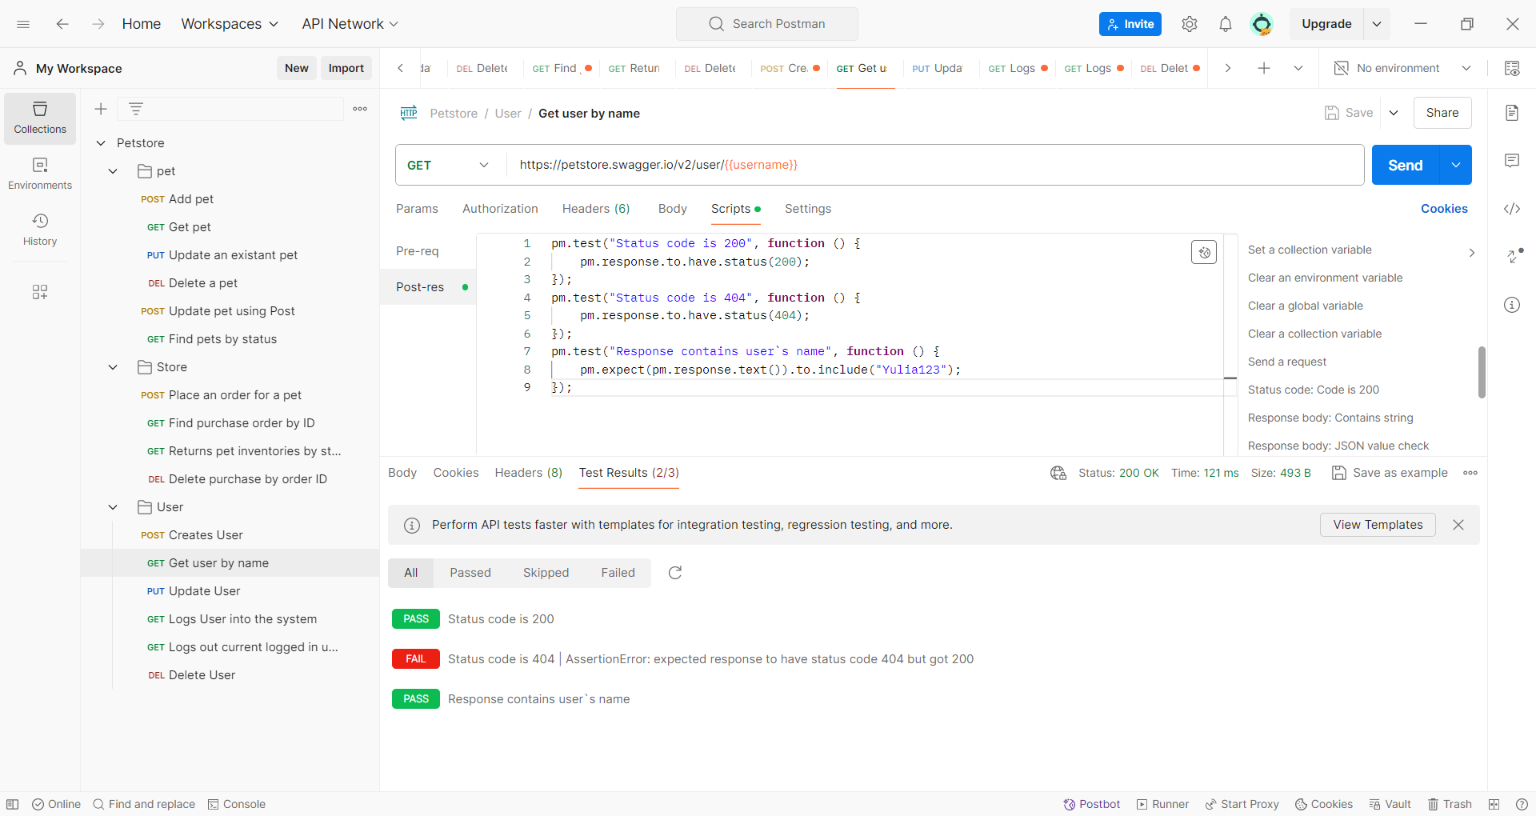 Home Workspaces API Network Search Postman Invite Upgrade
My Workspace New Import
DEL Delete GET Find GET Return DEL Delete POST Cre GET Get u PUT Upda GET Logs GET Logs DEL Delet No environment
Collections
Environments
History
Petstore
pet
POST Add pet
GET Get pet
PUT Update an existant pet
DEL Delete a pet
POST Update pet using Post
GET Find pets by status
Store
POST Place an order for a pet
GET Find purchase order by ID
GET Returns pet inventories by st...
DEL Delete purchase by order ID
User
POST Creates User
GET Get user by name
PUT Update User
GET Logs User into the system
GET Logs out current logged in u...
DEL Delete User
HTTP Petstore / User / Get user by name Save Share
GET https://petstore.swagger.io/v2/user/{{username}} Send
Params Authorization Headers (6) Body Scripts Settings Cookies
Pre-req
Post-res
1 pm.test("Status code is 200", function () {
2 pm.response.to.have.status(200);
3 });
4 pm.test("Status code is 404", function () {
5 pm.response.to.have.status(404);
6 });
7 pm.test("Response contains user`s name", function () {
8 pm.expect(pm.response.text()).to.include("Yulia123");
9 });
Set a collection variable
Clear an environment variable
Clear a global variable
Clear a collection variable
Send a request
Status code: Code is 200
Response body: Contains string
Response body: JSON value check
Body Cookies Headers (8) Test Results (2/3) Status: 200 OK Time: 121 ms Size: 493 B Save as example
Perform API tests faster with templates for integration testing, regression testing, and more. View Templates
All Passed Skipped Failed
PASS Status code is 200
FAIL Status code is 404 | AssertionError: expected response to have status code 404 but got 200
PASS Response contains user`s name
Online Find and replace Console Postbot Runner Start Proxy Cookies Vault Trash